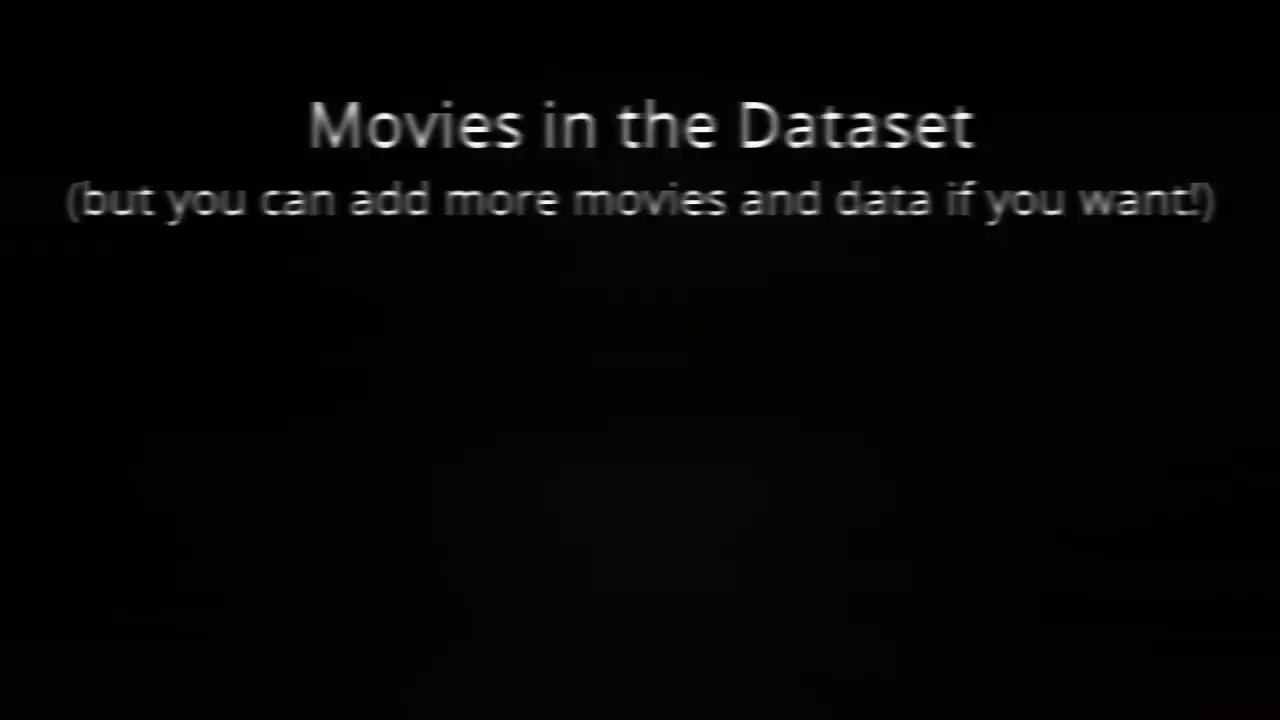 Movies in the Dataset
(but you can add more movies and data if you want!)